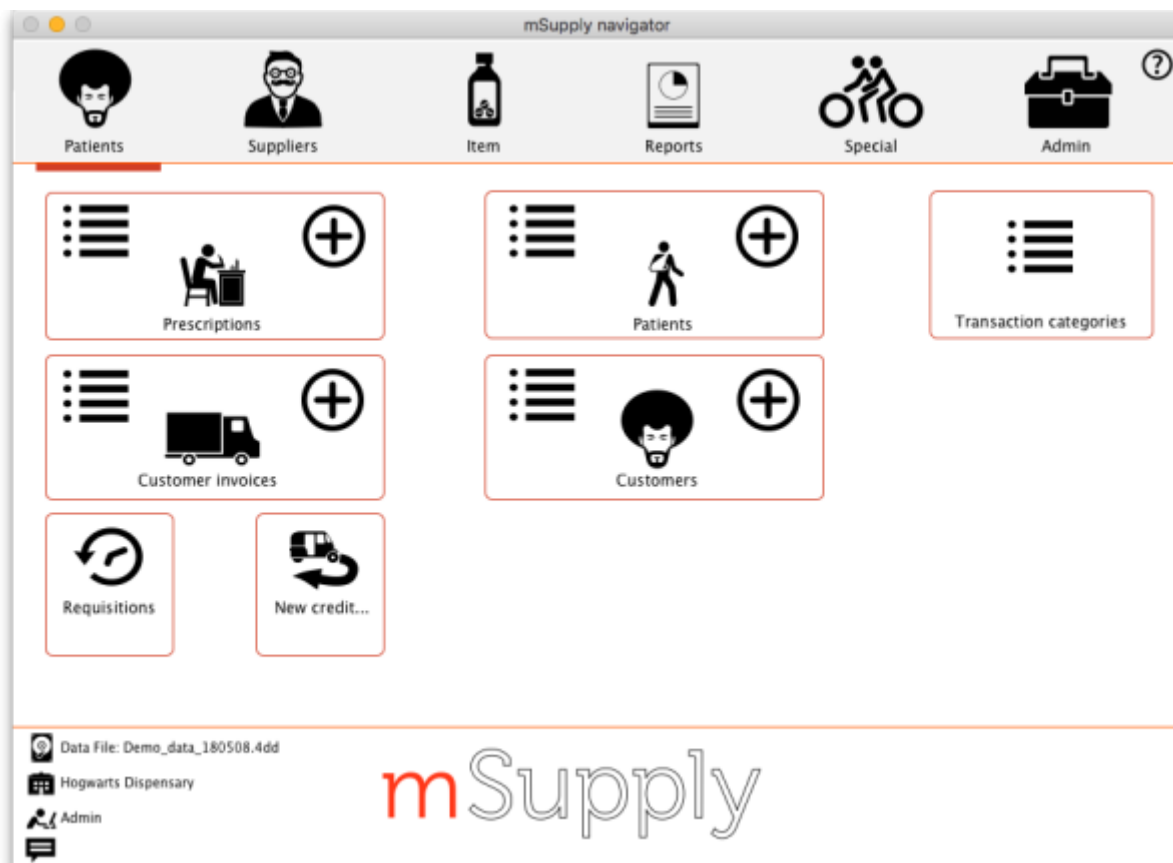 mSupply navigator
?
Patients Suppliers Item Reports Special Admin
Prescriptions Patients Transaction categories
Customer invoices Customers
Requisitions New credit...
Data File: Demo_data_180508.4dd
Hogwarts Dispensary
Admin
mSupply